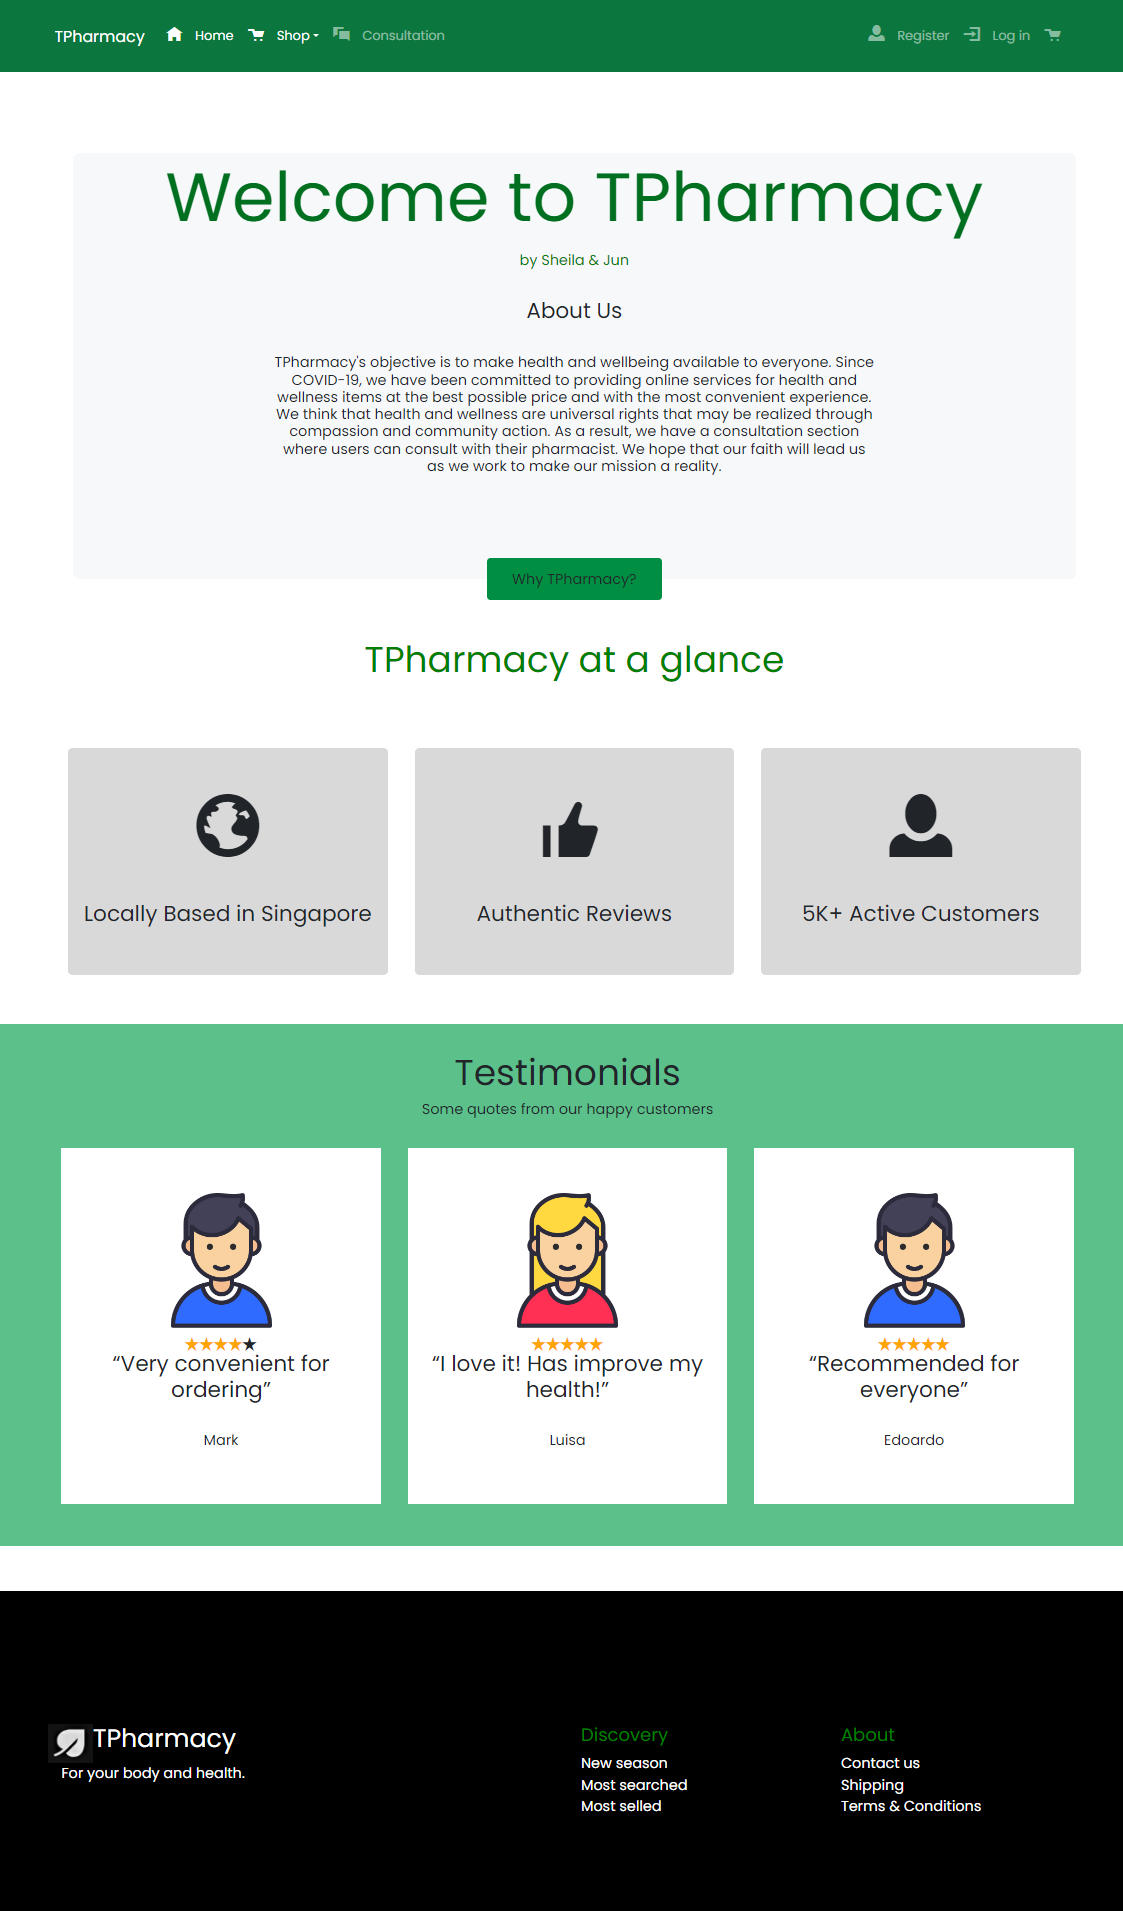 TPharmacy Home Shop Consultation Register Log in
Welcome to TPharmacy
by Sheila & Jun
About Us
TPharmacy's objective is to make health and wellbeing available to everyone. Since
COVID-19, we have been committed to providing online services for health and
wellness items at the best possible price and with the most convenient experience.
We think that health and wellness are universal rights that may be realized through
compassion and community action. As a result, we have a consultation section
where users can consult with their pharmacist. We hope that our faith will lead us
as we work to make our mission a reality.
Why TPharmacy?
TPharmacy at a glance
Locally Based in Singapore
Authentic Reviews
5K+ Active Customers
Testimonials
Some quotes from our happy customers
“Very convenient for
ordering”
Mark
“I love it! Has improve my
health!”
Luisa
“Recommended for
everyone”
Edoardo
TPharmacy
For your body and health.
Discovery
New season
Most searched
Most selled
About
Contact us
Shipping
Terms & Conditions